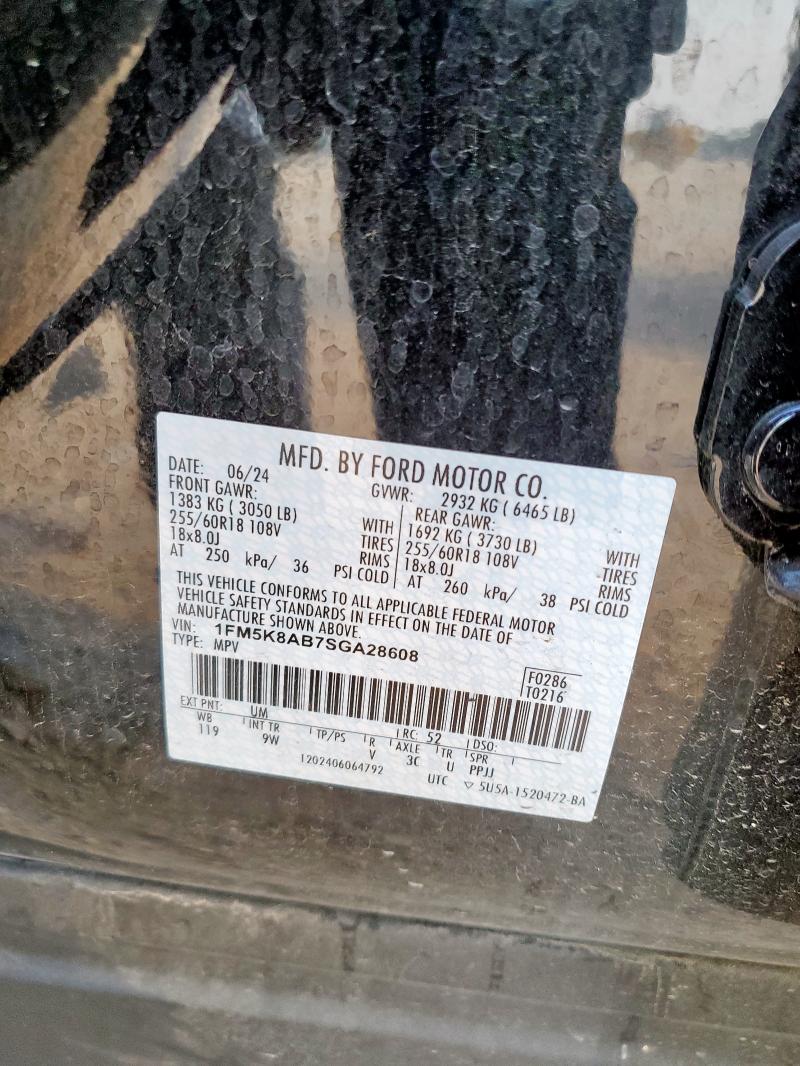 MFD. BY FORD MOTOR CO.
DATE: 06/24 GVWR: 2932 KG ( 6465 LB)
FRONT GAWR: REAR GAWR:
1383 KG ( 3050 LB) WITH 1692 KG ( 3730 LB) WITH
255/60R18 108V TIRES 255/60R18 108V TIRES
18x8.0J RIMS 18x8.0J RIMS
AT 250 kPa/ 36 PSI COLD AT 260 kPa/ 38 PSI COLD
THIS VEHICLE CONFORMS TO ALL APPLICABLE FEDERAL MOTOR
VEHICLE SAFETY STANDARDS IN EFFECT ON THE DATE OF
MANUFACTURE SHOWN ABOVE.
VIN: 1FM5K8AB7SGA28608
TYPE: MPV
F0286
T0216
EXT PNT: UM RC: 52 DSO:
WB INT TR TP/PS R AXLE TR SPR
119 9W V 3C U PPJJ
1202406064792 UTC ▽ 5U5A-1520472-BA